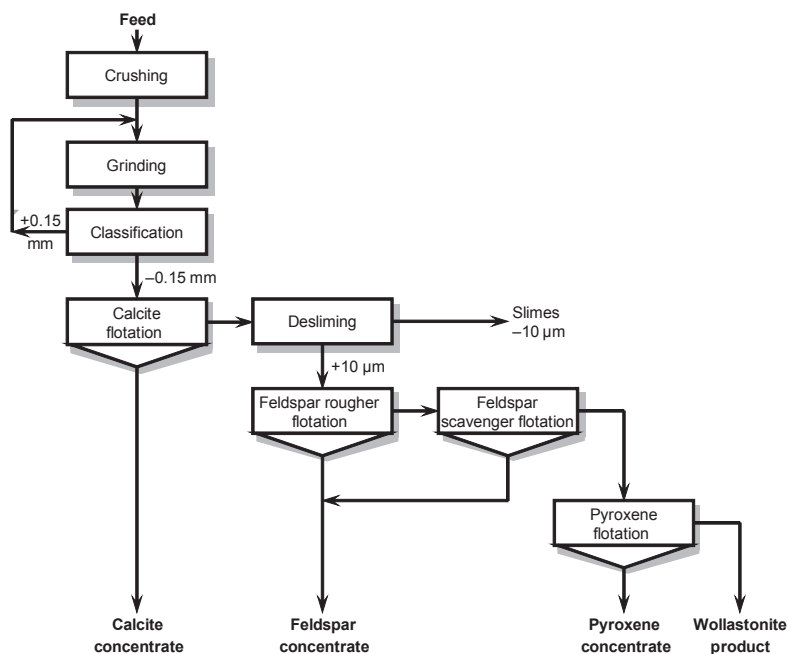 Feed
Crushing
Grinding
+0.15
mm
Classification
–0.15 mm
Calcite
flotation
Desliming
Slimes
–10 µm
+10 µm
Feldspar rougher
flotation
Feldspar
scavenger flotation
Pyroxene
flotation
Calcite
concentrate
Feldspar
concentrate
Pyroxene
concentrate
Wollastonite
product